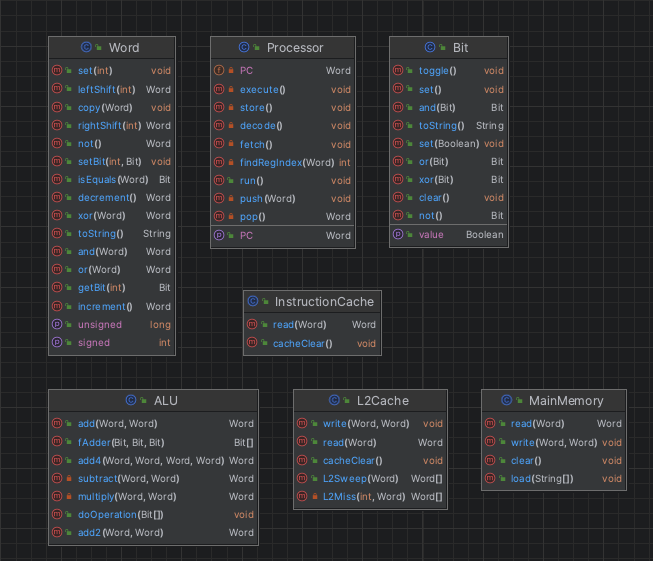 Word
set(int) void
leftShift(int) Word
copy(Word) void
rightShift(int) Word
not() Word
setBit(int, Bit) void
isEquals(Word) Bit
decrement() Word
xor(Word) Word
toString() String
and(Word) Word
or(Word) Word
getBit(int) Bit
increment() Word
unsigned long
signed int
Processor
PC Word
execute() void
store() void
decode() void
fetch() void
findRegIndex(Word) int
run() void
push(Word) void
pop() Word
PC Word
Bit
toggle() void
set() void
and(Bit) Bit
toString() String
set(Boolean) void
or(Bit) Bit
xor(Bit) Bit
clear() void
not() Bit
value Boolean
InstructionCache
read(Word) Word
cacheClear() void
ALU
add(Word, Word) Word
fAdder(Bit, Bit, Bit) Bit[]
add4(Word, Word, Word, Word) Word
subtract(Word, Word) Word
multiply(Word, Word) Word
doOperation(Bit[]) void
add2(Word, Word) Word
L2Cache
write(Word, Word) void
read(Word) Word
cacheClear() void
L2Sweep(Word) Word[]
L2Miss(int, Word) Word[]
MainMemory
read(Word) Word
write(Word, Word) void
clear() void
load(String[]) void